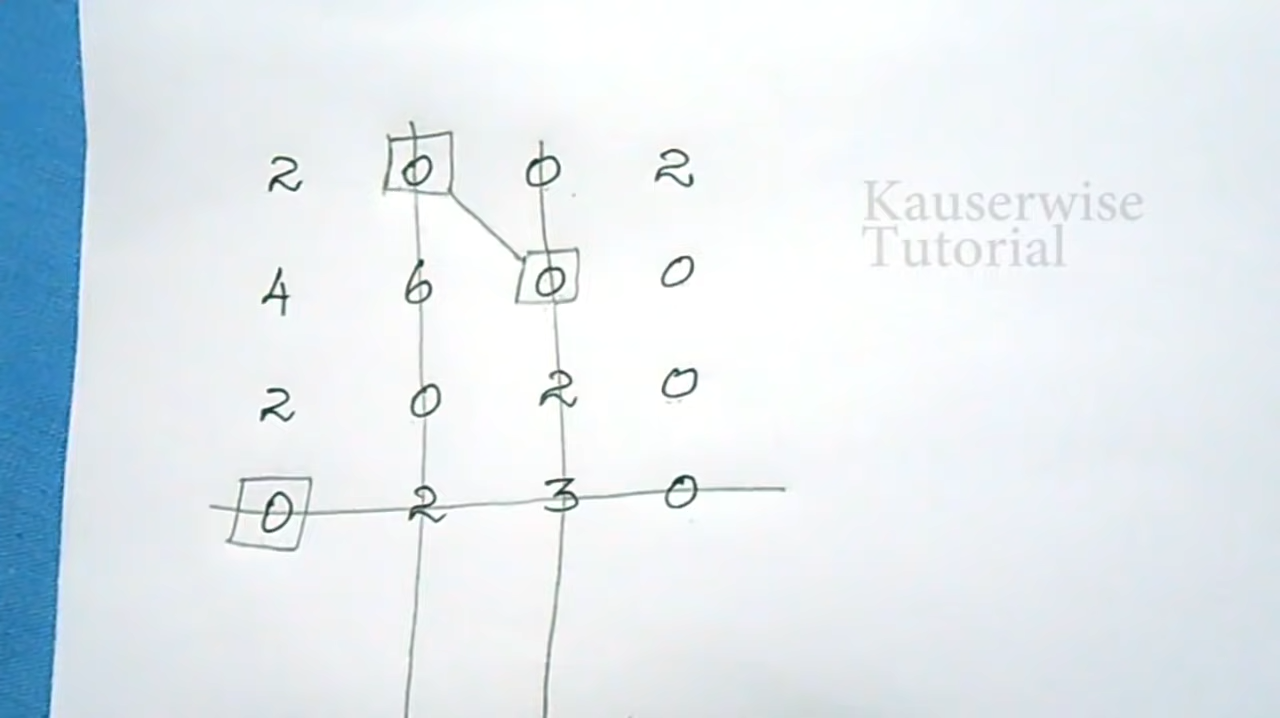 2 0 0 2
Kauserwise
Tutorial
4 6 0 0
2 0 2 0
0 2 3 0